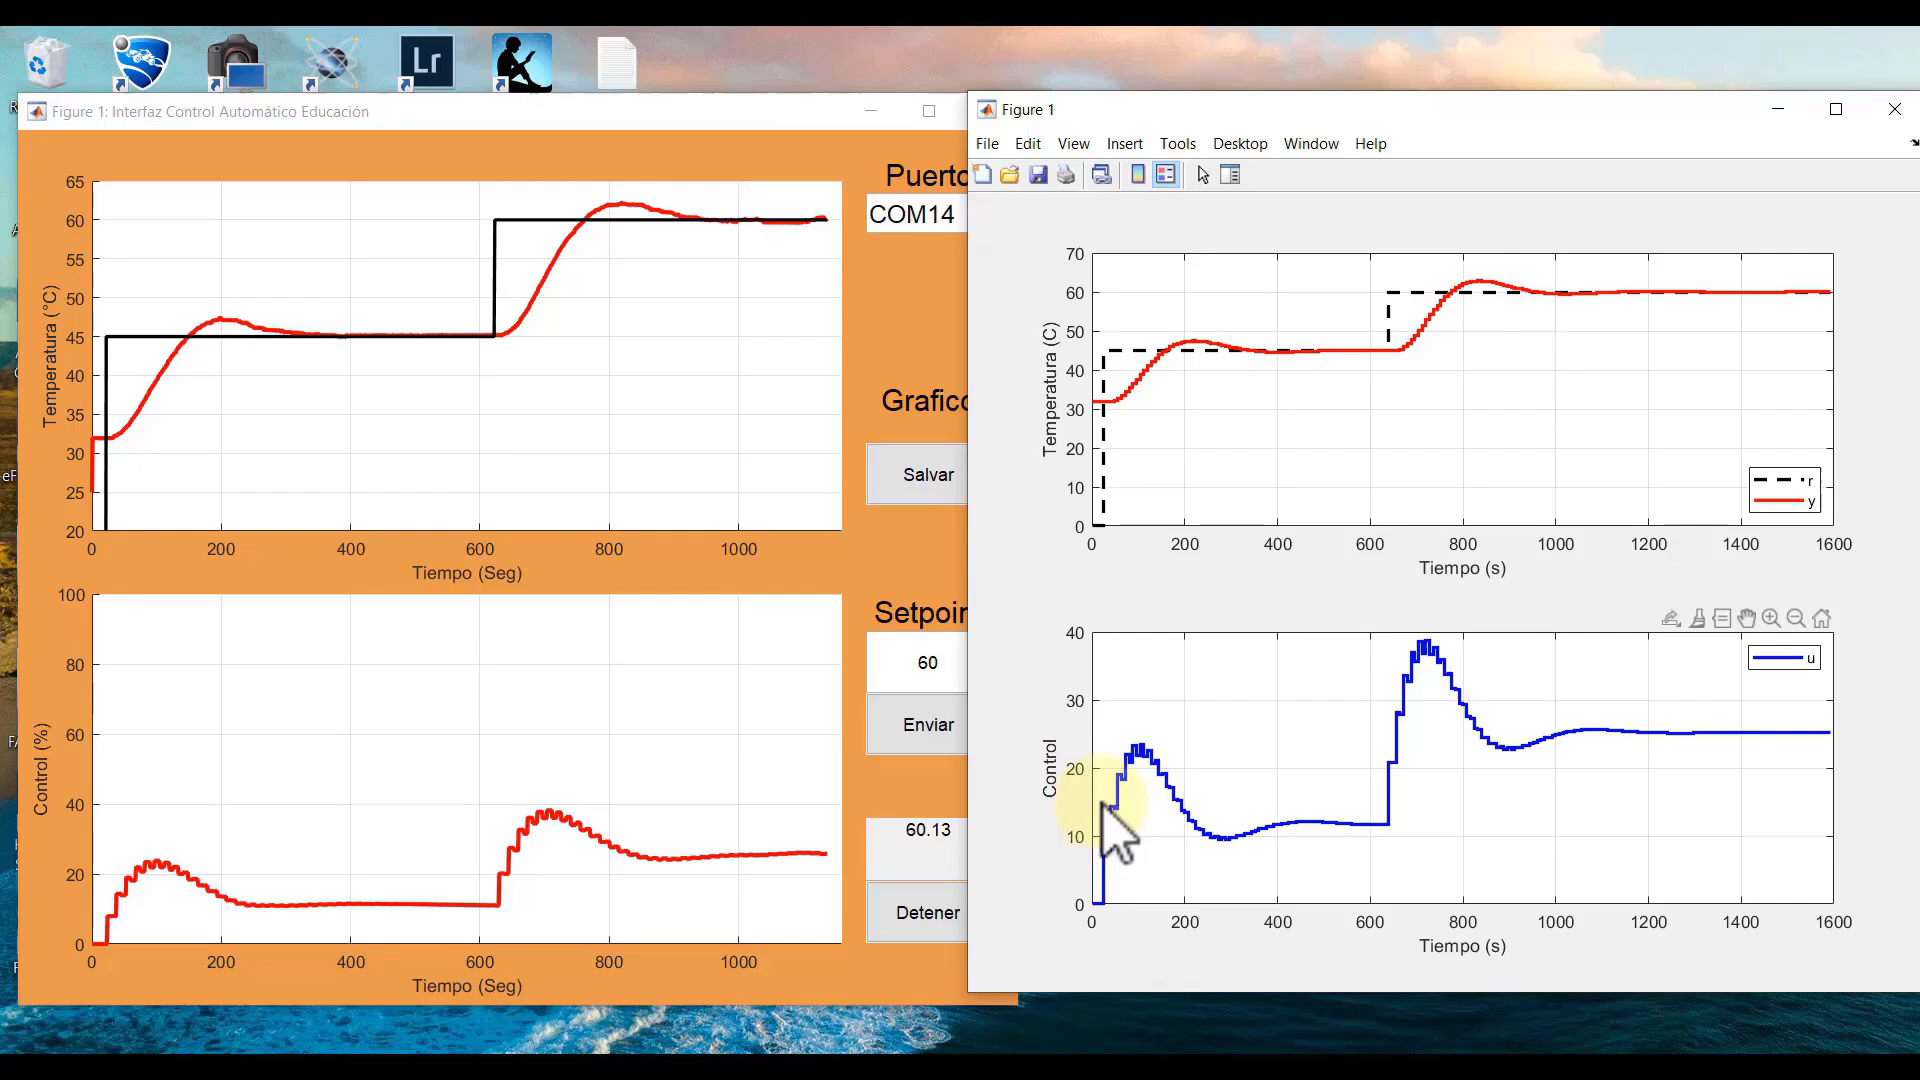 Lr
Figure 1: Interfaz Control Automático Educación
65
60
55
50
45
40
35
30
25
20
Temperatura (°C)
0
200
400
600
800
1000
Tiempo (Seg)
100
80
60
40
20
0
Control (%)
0
200
400
600
800
1000
Tiempo (Seg)
Puerto
COM14
Grafico
Salvar
60
Enviar
60.13
Detener
Figure 1
File Edit View Insert Tools Desktop Window Help
70
60
50
40
30
20
10
0
Temperatura (C)
r
y
0
200
400
600
800
1000
1200
1400
1600
Tiempo (s)
40
30
20
10
0
Control
u
0
200
400
600
800
1000
1200
1400
1600
Tiempo (s)